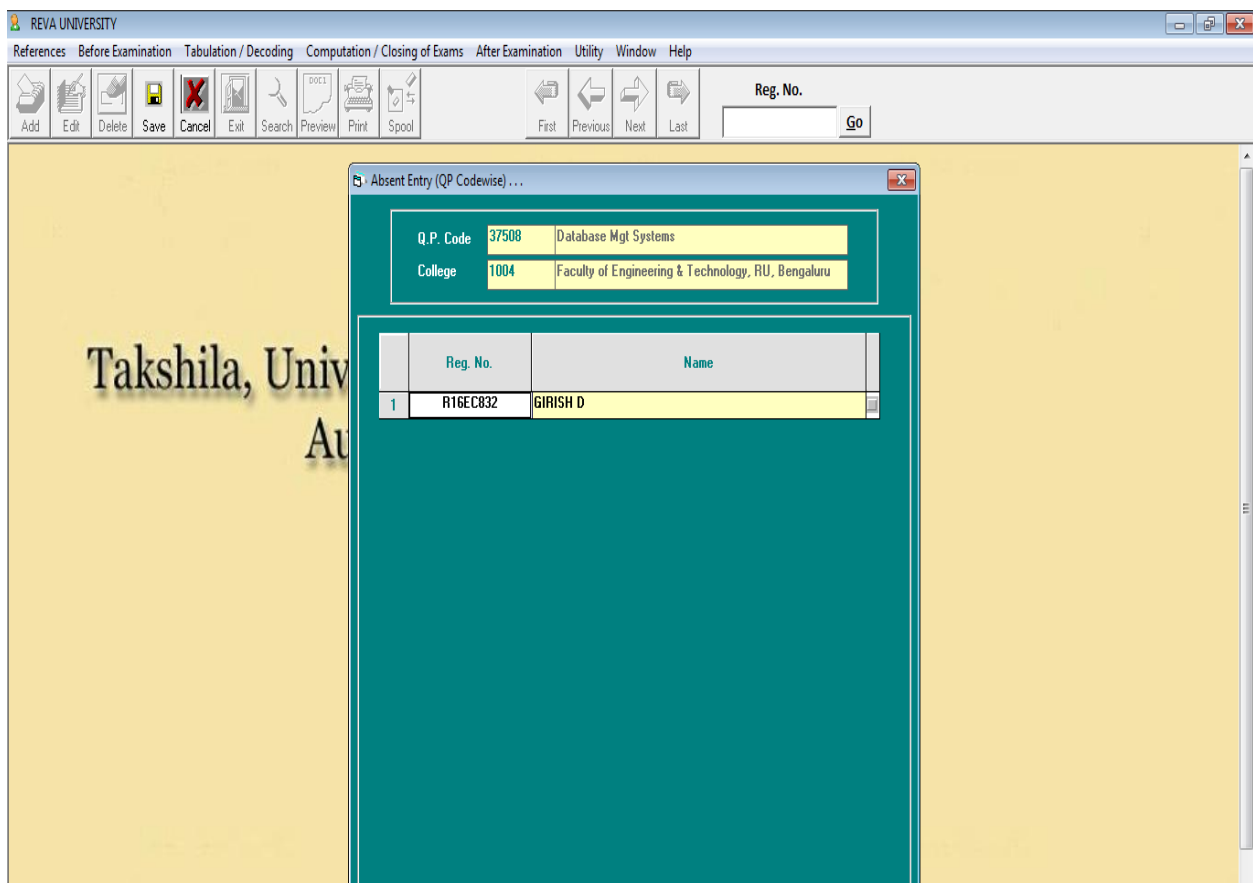 REVA UNIVERSITY
References Before Examination Tabulation / Decoding Computation / Closing of Exams After Examination Utility Window Help
DOC1
Add Edit Delete Save Cancel Exit Search Preview Print Spool First Previous Next Last Reg. No. Go
Absent Entry (QP Codewise) . . .
Q.P. Code 37508 Database Mgt Systems
College 1004 Faculty of Engineering & Technology, RU, Bengaluru
Reg. No. Name
1 R16EC832 GIRISH D
Takshila, Univ
Au